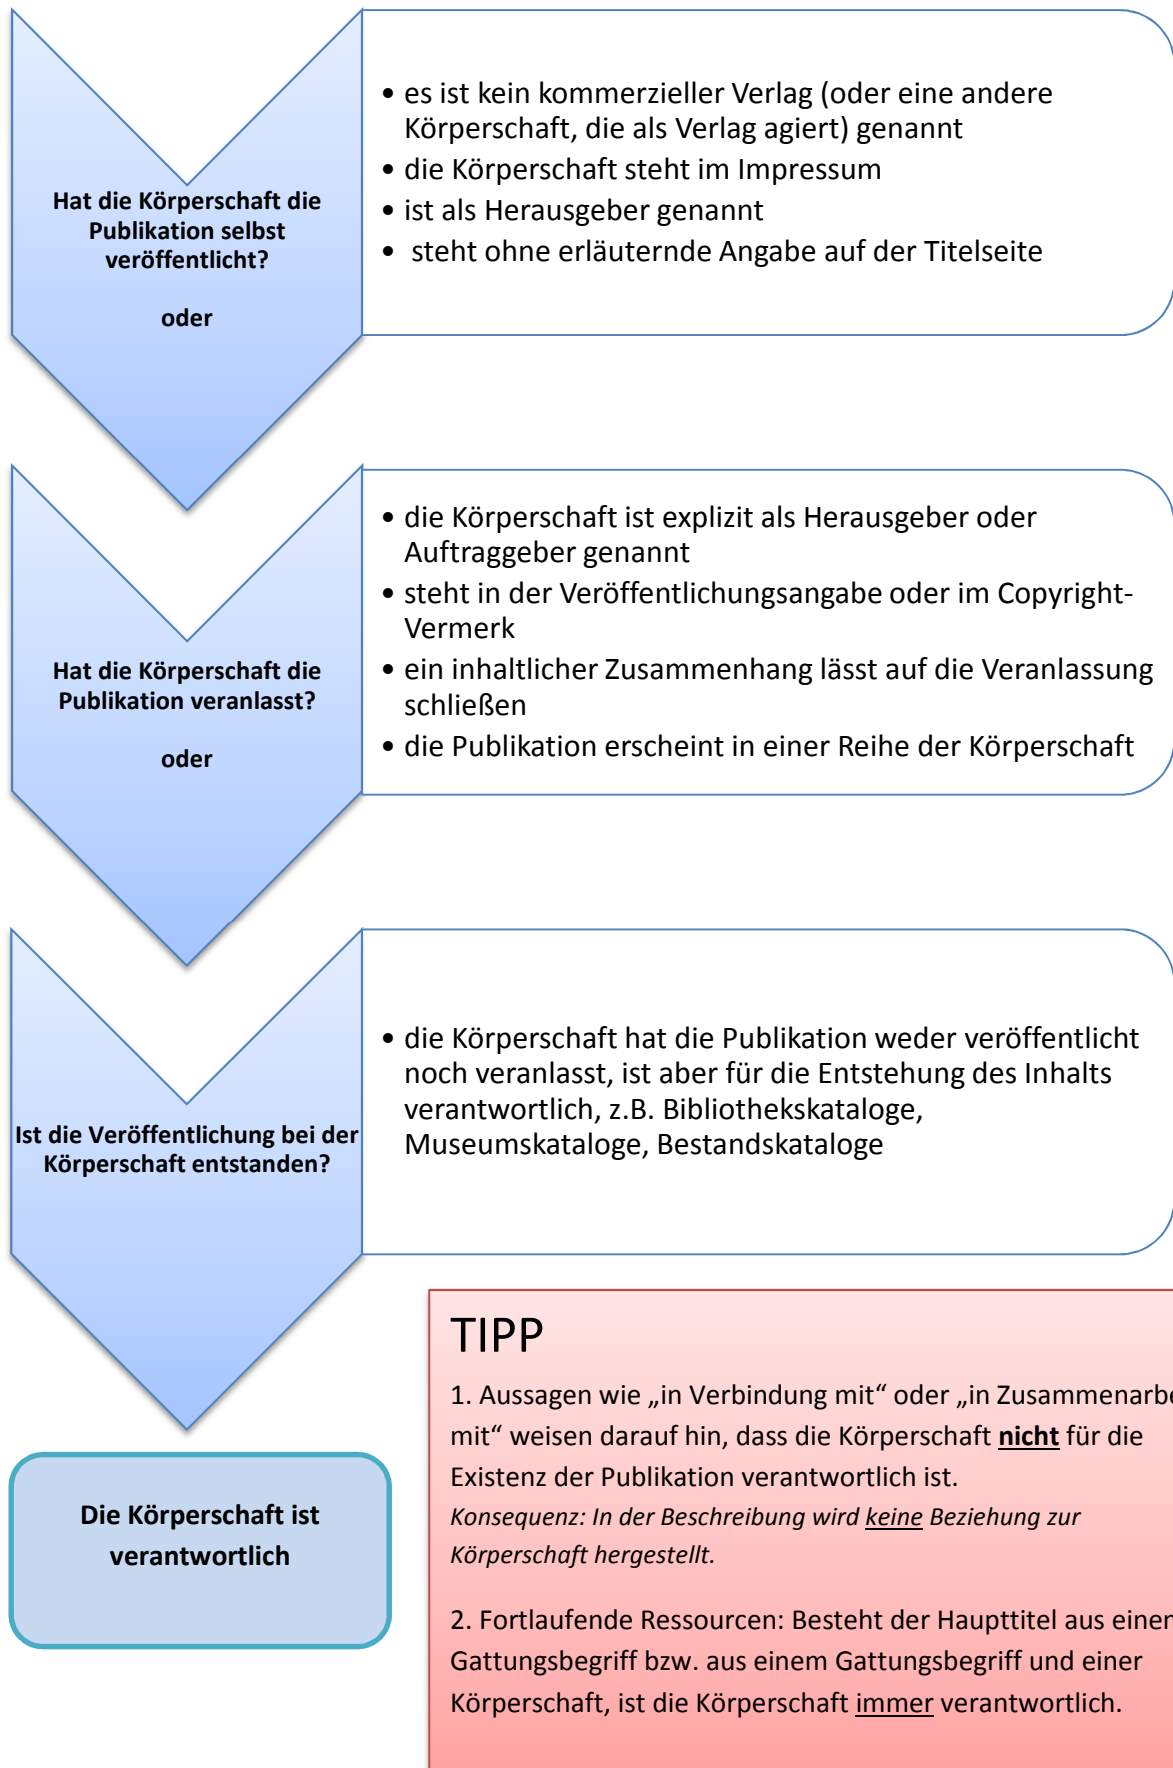 Hat die Körperschaft die
Publikation selbst
veröffentlicht?
oder
• es ist kein kommerzieller Verlag (oder eine andere
Körperschaft, die als Verlag agiert) genannt
• die Körperschaft steht im Impressum
• ist als Herausgeber genannt
• steht ohne erläuternde Angabe auf der Titelseite
Hat die Körperschaft die
Publikation veranlasst?
oder
• die Körperschaft ist explizit als Herausgeber oder
Auftraggeber genannt
• steht in der Veröffentlichungsangabe oder im Copyright-
Vermerk
• ein inhaltlicher Zusammenhang lässt auf die Veranlassung
schließen
• die Publikation erscheint in einer Reihe der Körperschaft
Ist die Veröffentlichung bei der
Körperschaft entstanden?
• die Körperschaft hat die Publikation weder veröffentlicht
noch veranlasst, ist aber für die Entstehung des Inhalts
verantwortlich, z.B. Bibliothekskataloge,
Museumskataloge, Bestandskataloge
Die Körperschaft ist
verantwortlich
TIPP
1. Aussagen wie „in Verbindung mit“ oder „in Zusammenarbe
mit“ weisen darauf hin, dass die Körperschaft nicht für die
Existenz der Publikation verantwortlich ist.
Konsequenz: In der Beschreibung wird keine Beziehung zur
Körperschaft hergestellt.
2. Fortlaufende Ressourcen: Besteht der Haupttitel aus einer
Gattungsbegriff bzw. aus einem Gattungsbegriff und einer
Körperschaft, ist die Körperschaft immer verantwortlich.